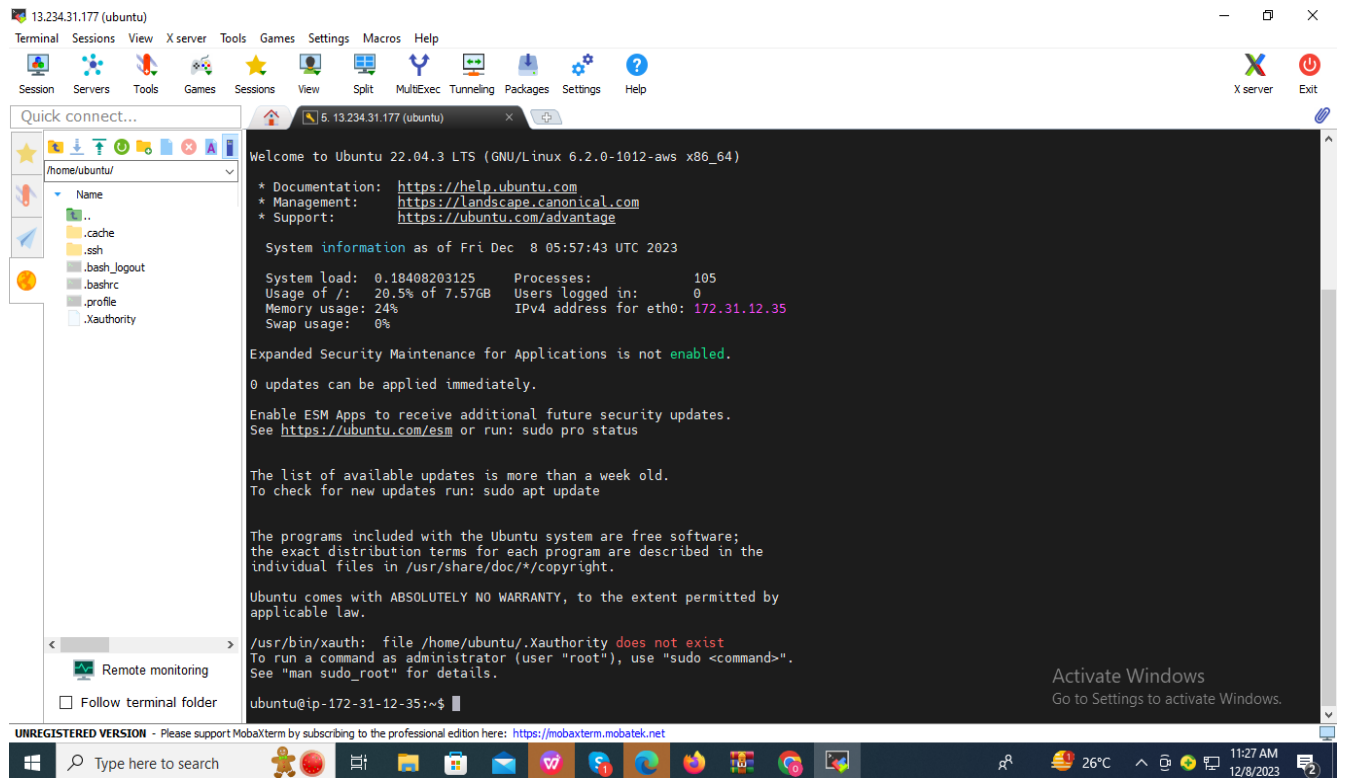 13.234.31.177 (ubuntu)
Terminal Sessions View X server Tools Games Settings Macros Help
Session Servers Tools Games Sessions View Split MultiExec Tunneling Packages Settings Help X server Exit
Quick connect...
5. 13.234.31.177 (ubuntu)
/home/ubuntu/
Name
..
.cache
.ssh
.bash_logout
.bashrc
.profile
.Xauthority
Remote monitoring
Follow terminal folder
Welcome to Ubuntu 22.04.3 LTS (GNU/Linux 6.2.0-1012-aws x86_64)
* Documentation: https://help.ubuntu.com
* Management: https://landscape.canonical.com
* Support: https://ubuntu.com/advantage
System information as of Fri Dec 8 05:57:43 UTC 2023
System load: 0.18408203125 Processes: 105
Usage of /: 20.5% of 7.57GB Users logged in: 0
Memory usage: 24% IPv4 address for eth0: 172.31.12.35
Swap usage: 0%
Expanded Security Maintenance for Applications is not enabled.
0 updates can be applied immediately.
Enable ESM Apps to receive additional future security updates.
See https://ubuntu.com/esm or run: sudo pro status
The list of available updates is more than a week old.
To check for new updates run: sudo apt update
The programs included with the Ubuntu system are free software;
the exact distribution terms for each program are described in the
individual files in /usr/share/doc/*/copyright.
Ubuntu comes with ABSOLUTELY NO WARRANTY, to the extent permitted by
applicable law.
/usr/bin/xauth: file /home/ubuntu/.Xauthority does not exist
To run a command as administrator (user "root"), use "sudo <command>".
See "man sudo_root" for details.
ubuntu@ip-172-31-12-35:~$
Activate Windows
Go to Settings to activate Windows.
UNREGISTERED VERSION - Please support MobaXterm by subscribing to the professional edition here: https://mobaxterm.mobatek.net
Type here to search
26°C
11:27 AM
12/8/2023
2